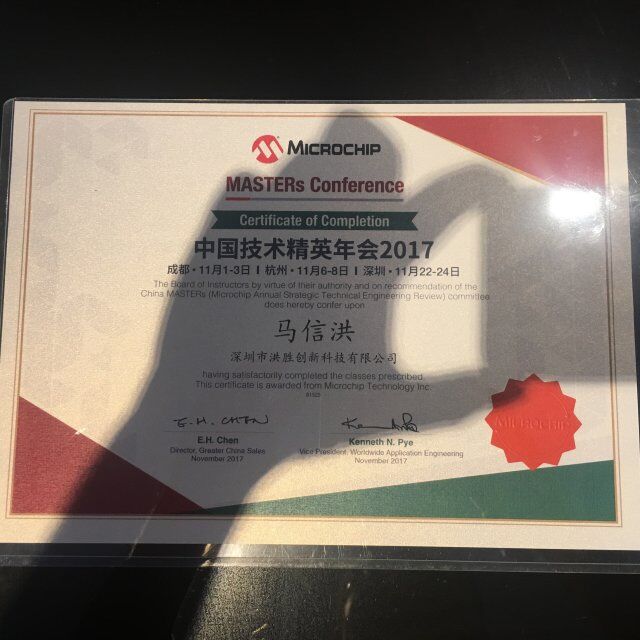 MICROCHIP
MASTERs Conference
Certificate of Completion
中国技术精英年会2017
成都·11月1-3日 I 杭州·11月6-8日 I 深圳·11月22-24日
The Board of Instructors by virtue of their authority and on recommendation of the
China MASTERs (Microchip Annual Strategic Technical Engineering Review) committee
does hereby confer upon
马信洪
深圳市洪胜创新科技有限公司
having satisfactorily completed the classes prescribed.
This certificate is awarded from Microchip Technology Inc.
E.H. CHEN
E.H. Chen
Director, Greater China Sales
November 2017
Kenneth N. Pye
Vice President, Worldwide Application Engineering
November 2017
MICROCHIP